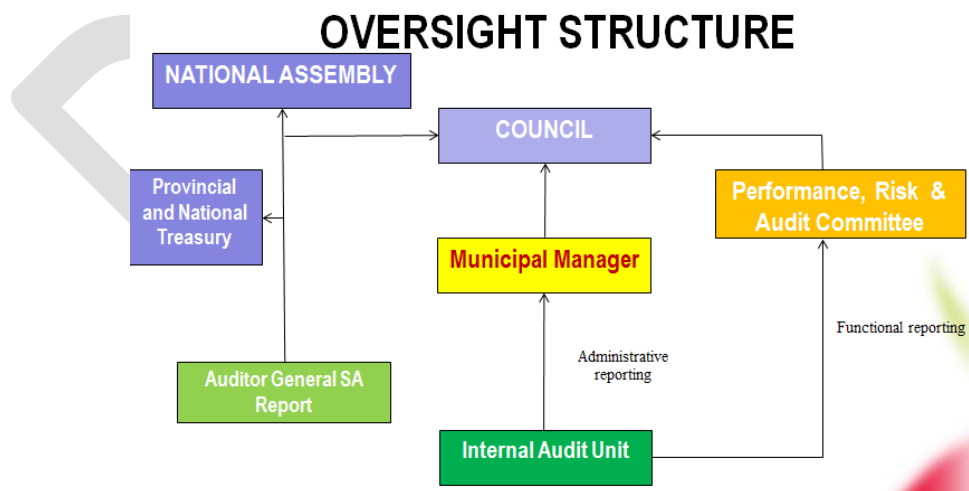 OVERSIGHT STRUCTURE
NATIONAL ASSEMBLY
COUNCIL
Provincial
and National
Treasury
Performance, Risk &
Audit Committee
Municipal Manager
Functional reporting
Administrative
reporting
Auditor General SA
Report
Internal Audit Unit